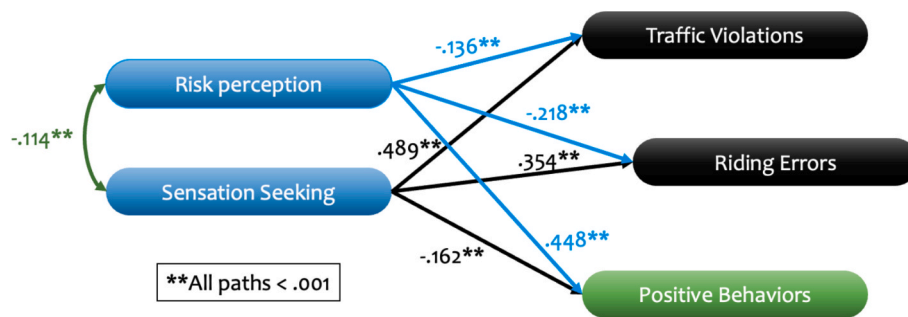 Traffic Violations
-.136**
Risk perception
-.218**
-.114**
.489**
.354**
Riding Errors
Sensation Seeking
.448**
-.162**
**All paths < .001
Positive Behaviors